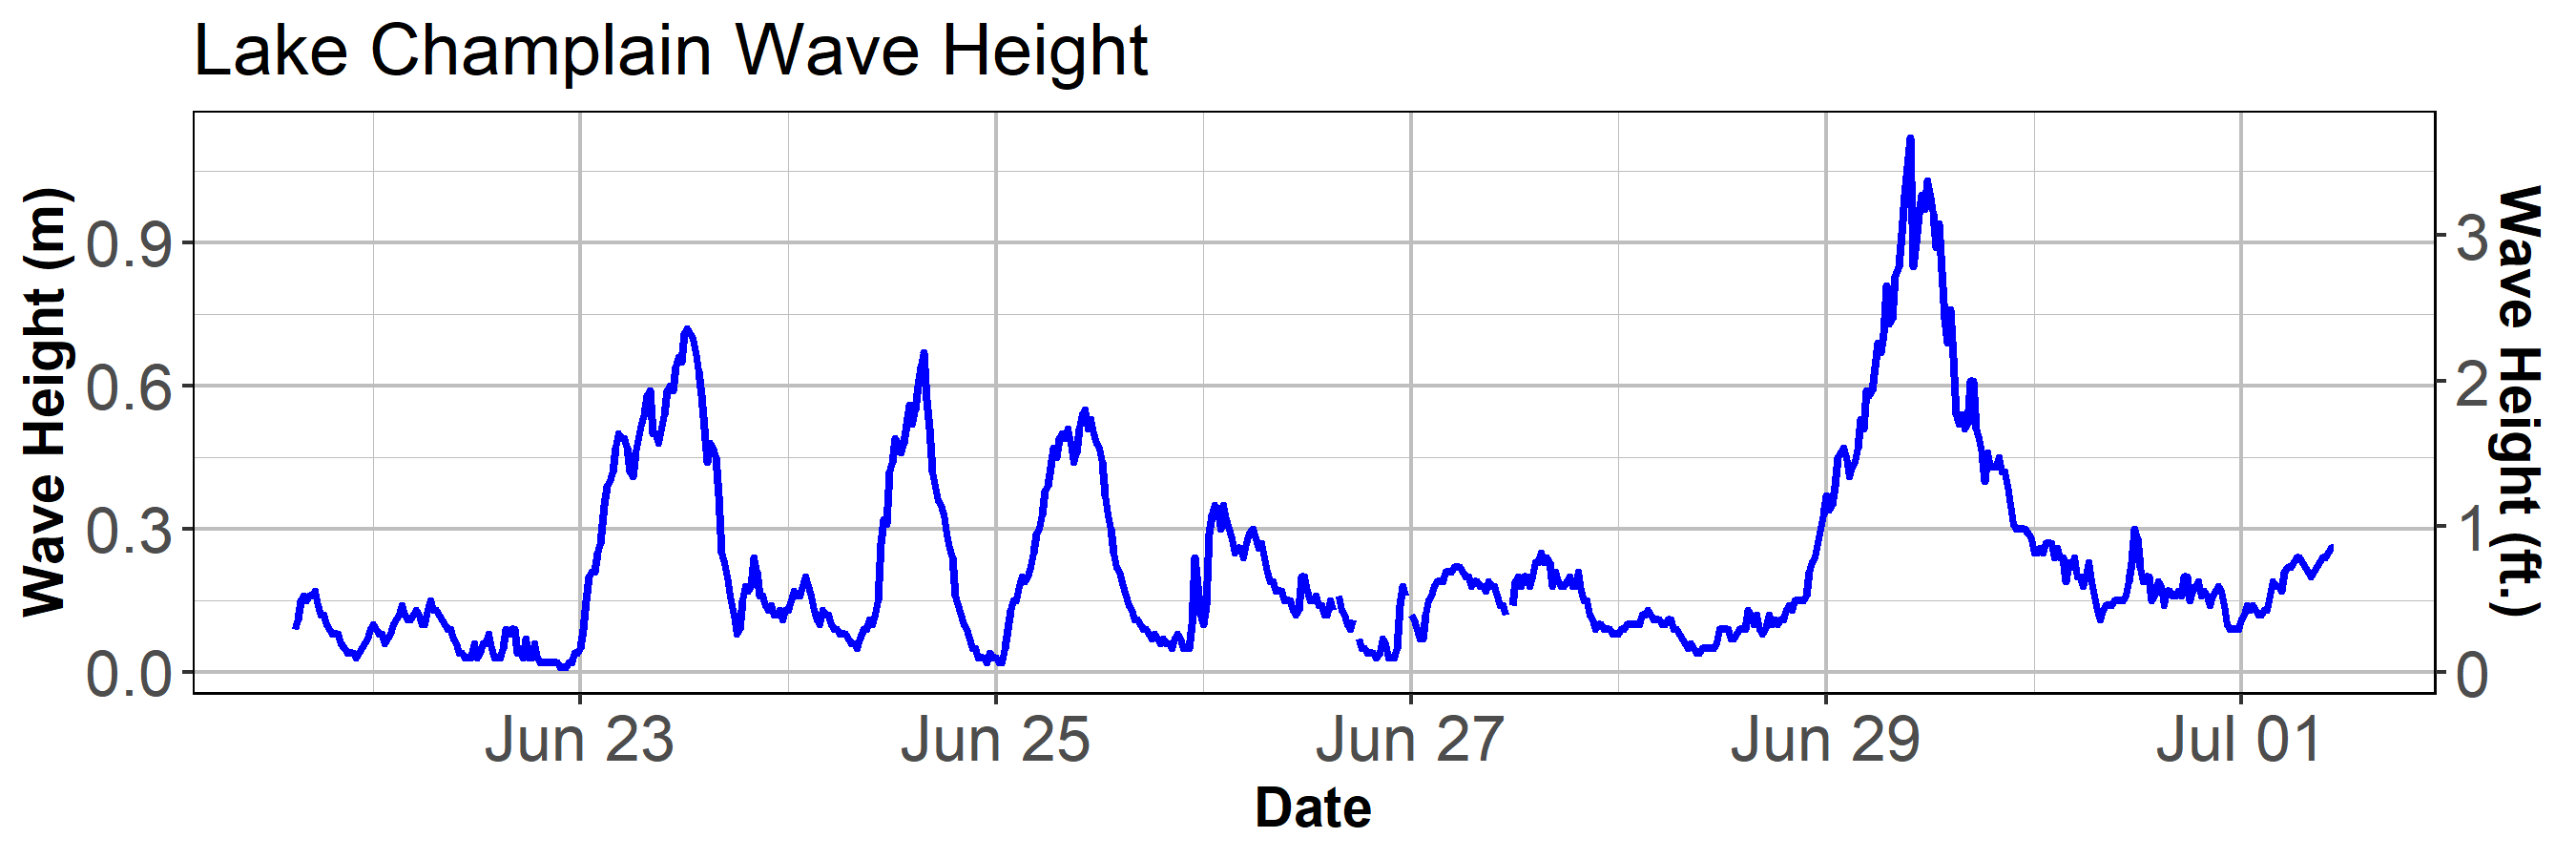 Lake Champlain Wave Height
Wave Height (m)
0.9
0.6
0.3
0.0
3
2
1
0
Wave Height (ft.)
Jun 23 Jun 25 Jun 27 Jun 29 Jul 01
Date